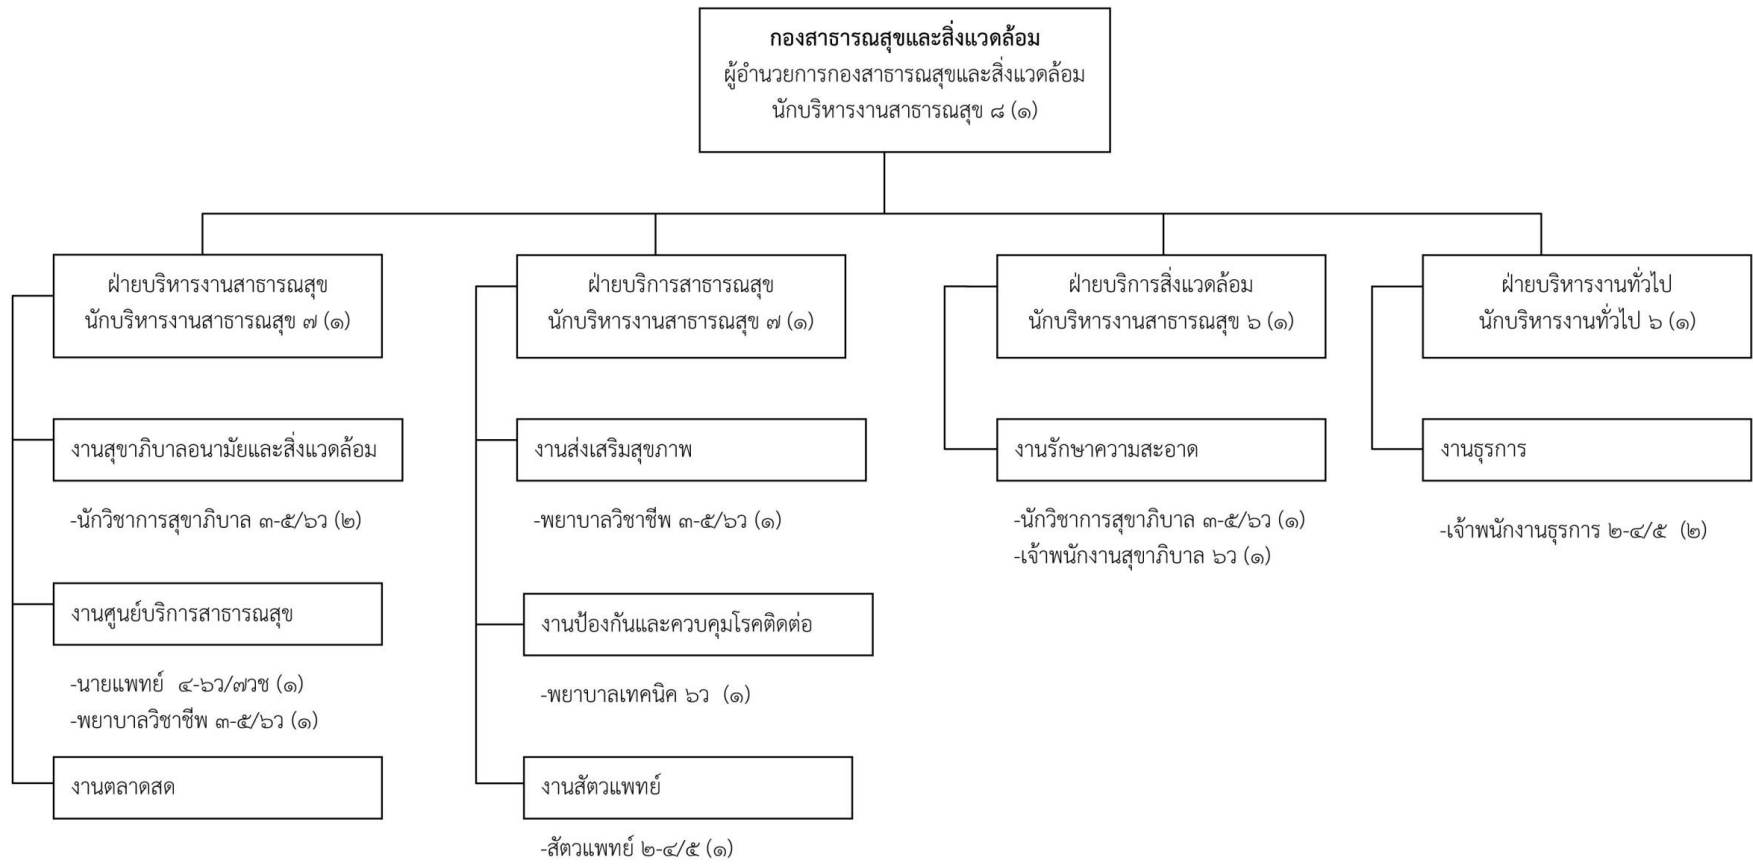 กองสาธารณสุขและสิ่งแวดล้อม
ผู้อำนวยการกองสาธารณสุขและสิ่งแวดล้อม
นักบริหารงานสาธารณสุข ๘ (๑)
ฝ่ายบริหารงานสาธารณสุข
นักบริหารงานสาธารณสุข ๗ (๑)
งานสุขาภิบาลอนามัยและสิ่งแวดล้อม
-นักวิชาการสุขาภิบาล ๓-๕/๖ว (๒)
งานศูนย์บริการสาธารณสุข
-นายแพทย์ ๔-๖ว/๗วช (๑)
-พยาบาลวิชาชีพ ๓-๕/๖ว (๑)
งานตลาดสด
ฝ่ายบริการสาธารณสุข
นักบริหารงานสาธารณสุข ๗ (๑)
งานส่งเสริมสุขภาพ
-พยาบาลวิชาชีพ ๓-๕/๖ว (๑)
งานป้องกันและควบคุมโรคติดต่อ
-พยาบาลเทคนิค ๖ว (๑)
งานสัตวแพทย์
-สัตวแพทย์ ๒-๔/๕ (๑)
ฝ่ายบริการสิ่งแวดล้อม
นักบริหารงานสาธารณสุข ๖ (๑)
งานรักษาความสะอาด
-นักวิชาการสุขาภิบาล ๓-๕/๖ว (๑)
-เจ้าพนักงานสุขาภิบาล ๖ว (๑)
ฝ่ายบริหารงานทั่วไป
นักบริหารงานทั่วไป ๖ (๑)
งานธุรการ
-เจ้าพนักงานธุรการ ๒-๔/๕ (๒)